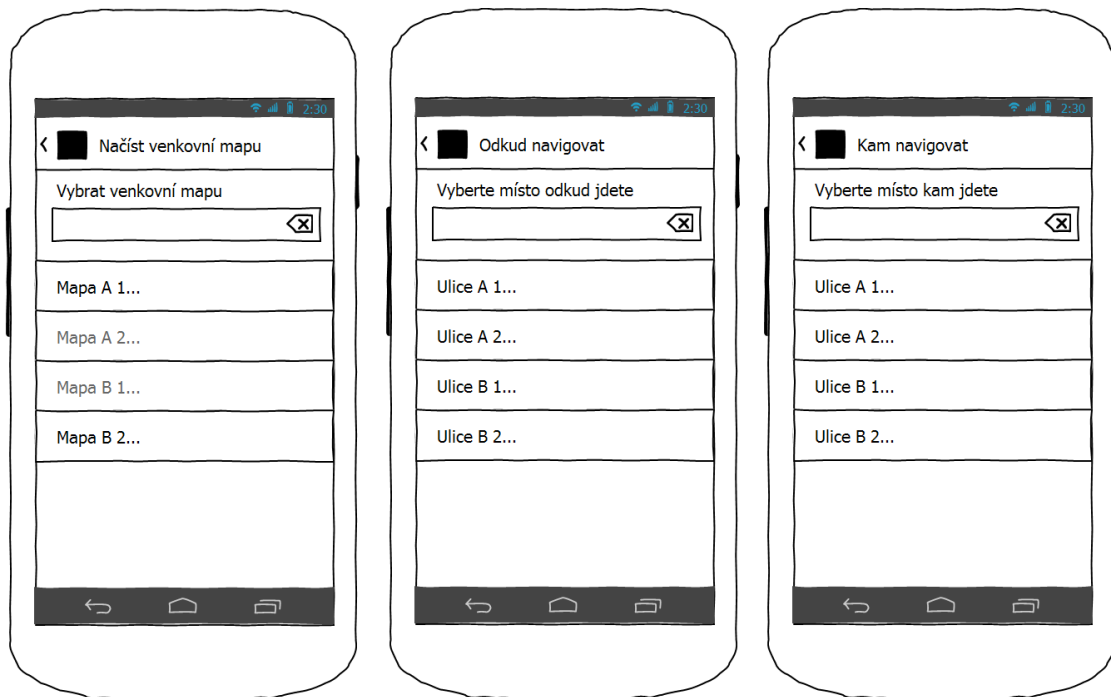 2:30
Načíst venkovní mapu
Vybrat venkovní mapu
Mapa A 1...
Mapa A 2...
Mapa B 1...
Mapa B 2...
2:30
Odkud navigovat
Vyberte místo odkud jdete
Ulice A 1...
Ulice A 2...
Ulice B 1...
Ulice B 2...
2:30
Kam navigovat
Vyberte místo kam jdete
Ulice A 1...
Ulice A 2...
Ulice B 1...
Ulice B 2...